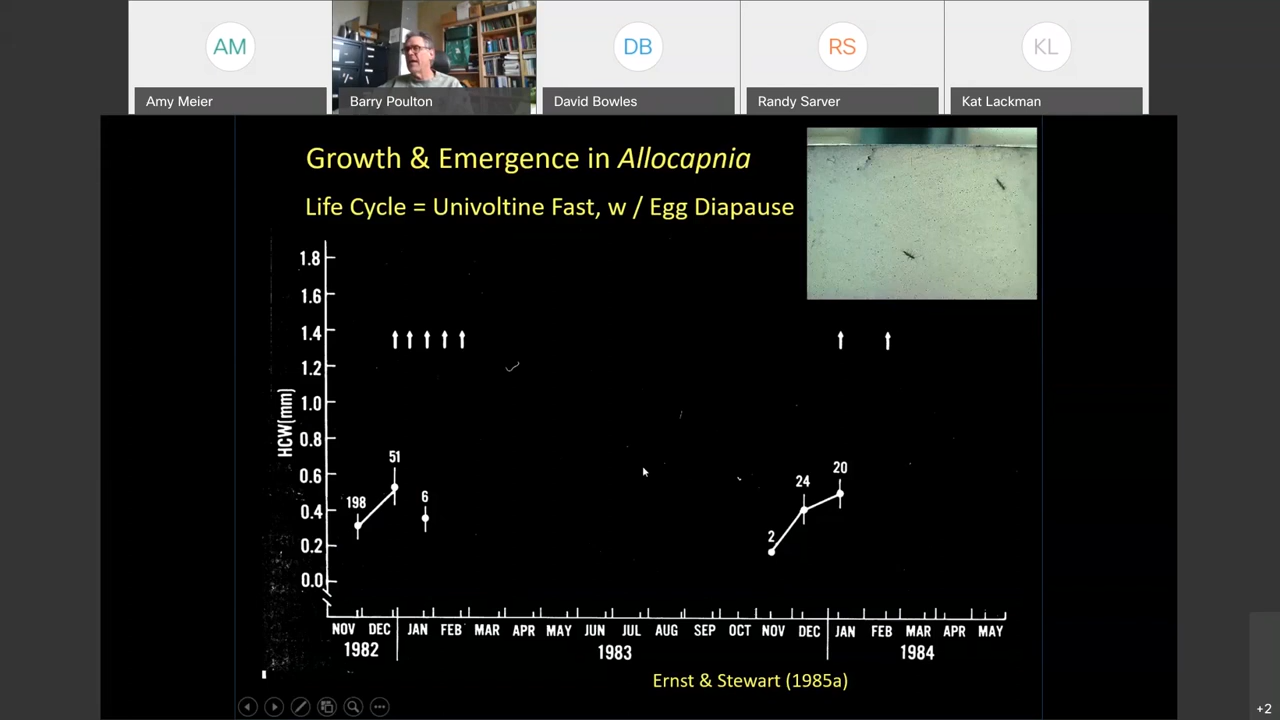 AM
DB
RS
KL
Amy Meier
Barry Poulton
David Bowles
Randy Sarver
Kat Lackman
Growth & Emergence in Allocapnia
Life Cycle = Univoltine Fast, w / Egg Diapause
HCW(mm)
1.8
1.6
1.4
1.2
1.0
0.8
0.6
0.4
0.2
0.0
198
51
6
2
24
20
NOV DEC JAN FEB MAR APR MAY JUN JUL AUG SEP OCT NOV DEC JAN FEB MAR APR MAY
1982 1983 1984
Ernst & Stewart (1985a)
+2